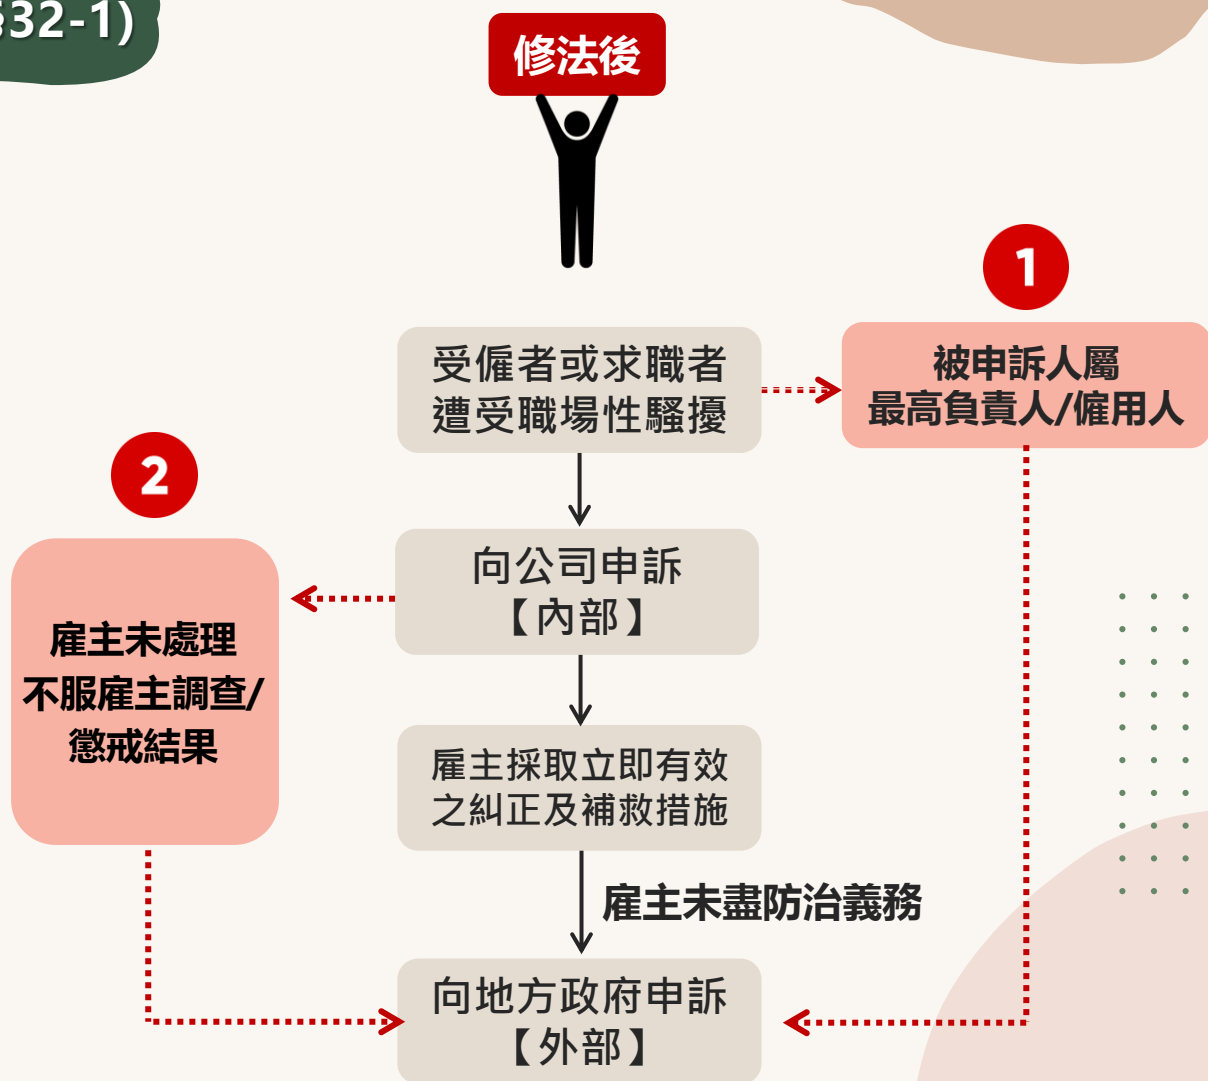 §32-1)
修法後
1
受僱者或求職者
遭受職場性騷擾
被申訴人屬
最高負責人/僱用人
2
向公司申訴
【內部】
雇主未處理
不服雇主調查/
懲戒結果
雇主採取立即有效
之糾正及補救措施
雇主未盡防治義務
向地方政府申訴
【外部】